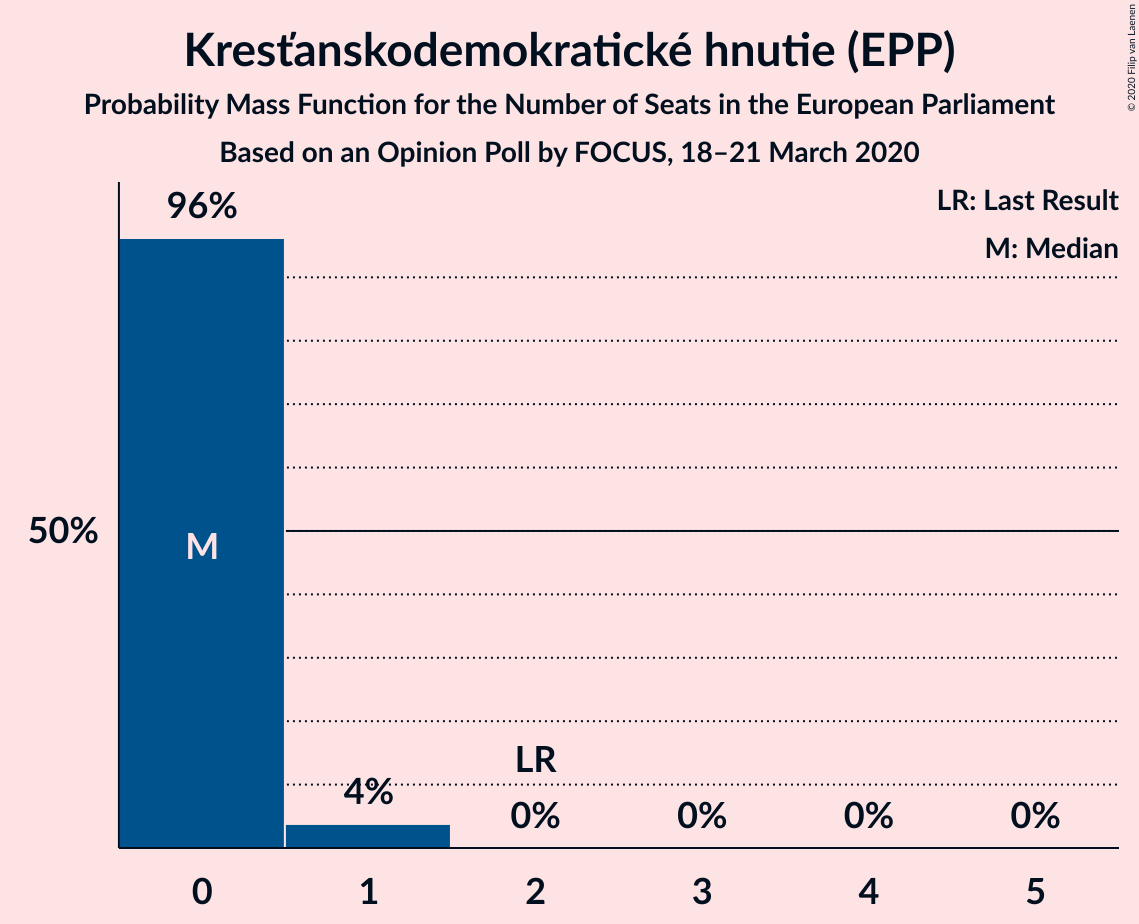 Kresťanskodemokratické hnutie (EPP)
Probability Mass Function for the Number of Seats in the European Parliament
Based on an Opinion Poll by FOCUS, 18–21 March 2020
© 2020 Filip van Laenen
LR: Last Result
M: Median
96%
50%
M
4%
LR
0%
0%
0%
0%
0 1 2 3 4 5